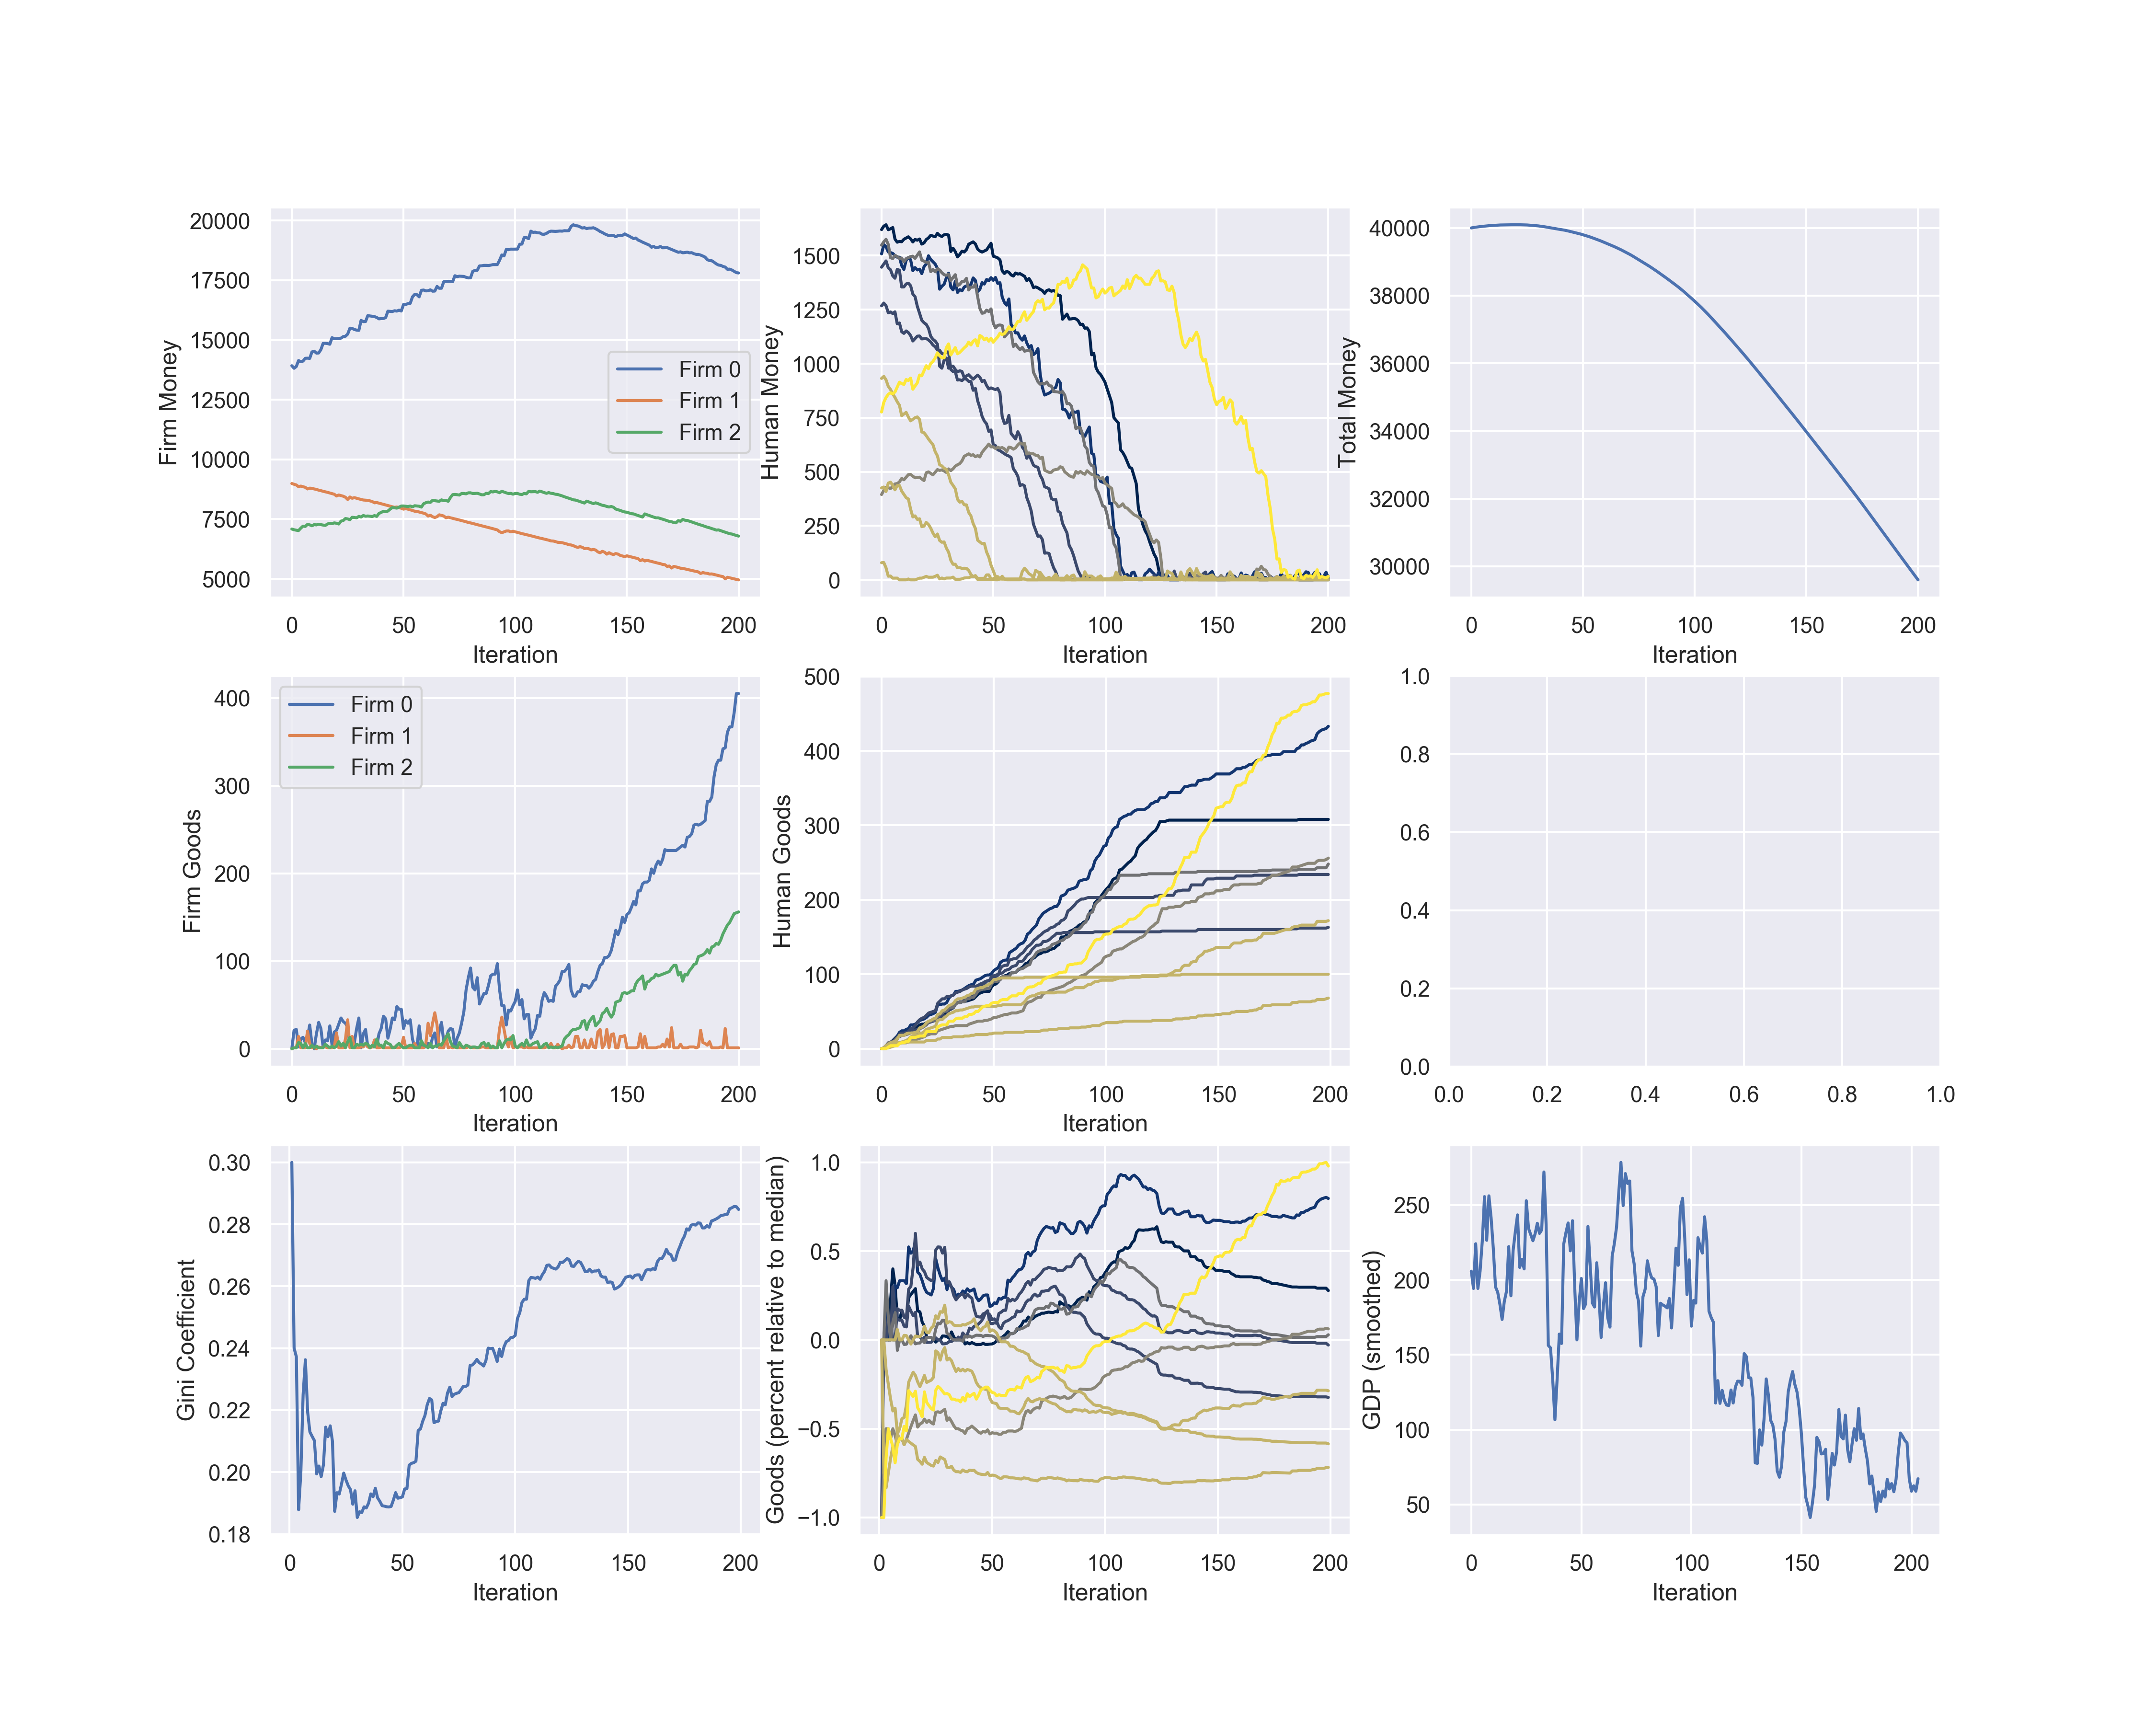 Firm Money
20000
17500
15000
12500
10000
7500
5000
Firm 0
Firm 1
Firm 2
0 50 100 150 200
Iteration
Human Money
1500
1250
1000
750
500
250
0
0 50 100 150 200
Iteration
Total Money
40000
38000
36000
34000
32000
30000
0 50 100 150 200
Iteration
Firm Goods
400
300
200
100
0
Firm 0
Firm 1
Firm 2
0 50 100 150 200
Iteration
Human Goods
500
400
300
200
100
0
0 50 100 150 200
Iteration
1.0
0.8
0.6
0.4
0.2
0.0
0.0 0.2 0.4 0.6 0.8 1.0
Gini Coefficient
0.30
0.28
0.26
0.24
0.22
0.20
0.18
0 50 100 150 200
Iteration
Goods (percent relative to median)
1.0
0.5
0.0
−0.5
−1.0
0 50 100 150 200
Iteration
GDP (smoothed)
250
200
150
100
50
0 50 100 150 200
Iteration